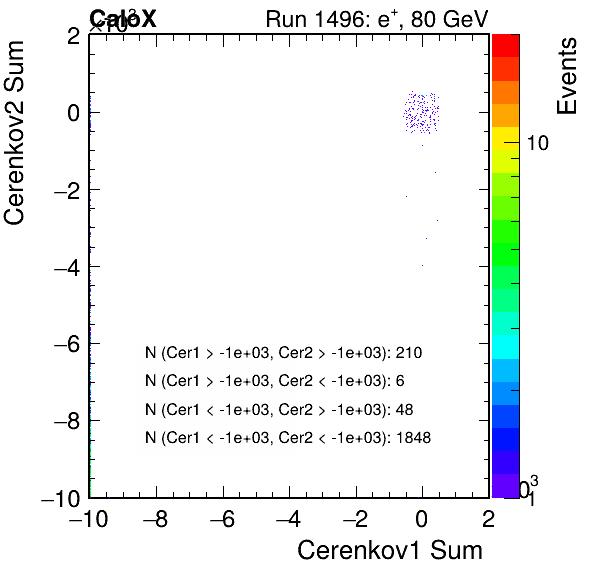 CaloX Run 1496: e+, 80 GeV
×10³
Cerenkov2 Sum
Events
2
0
−2
−4
−6
−8
−10
10
1
N (Cer1 > -1e+03, Cer2 > -1e+03): 210
N (Cer1 > -1e+03, Cer2 < -1e+03): 6
N (Cer1 < -1e+03, Cer2 > -1e+03): 48
N (Cer1 < -1e+03, Cer2 < -1e+03): 1848
−10 −8 −6 −4 −2 0 2
Cerenkov1 Sum